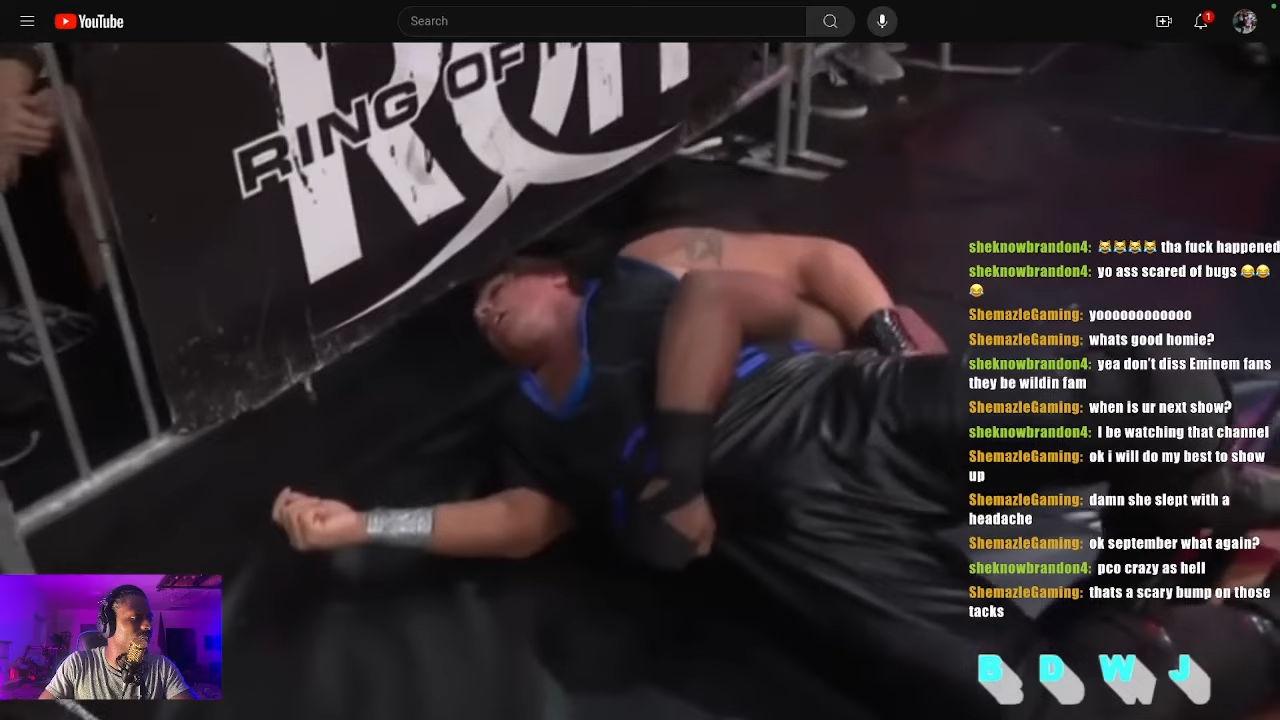 YouTube
Search
1
RING OF
sheknowbrandon4: 😹😹😹😹 tha fuck happened
sheknowbrandon4: yo ass scared of bugs 😂😂
😂
ShemazleGaming: yooooooooooo
ShemazleGaming: whats good homie?
sheknowbrandon4: yea don't diss Eminem fans
they be wildin fam
ShemazleGaming: when is ur next show?
sheknowbrandon4: I be watching that channel
ShemazleGaming: ok i will do my best to show
up
ShemazleGaming: damn she slept with a
headache
ShemazleGaming: ok september what again?
sheknowbrandon4: pco crazy as hell
ShemazleGaming: thats a scary bump on those
tacks
B D W J